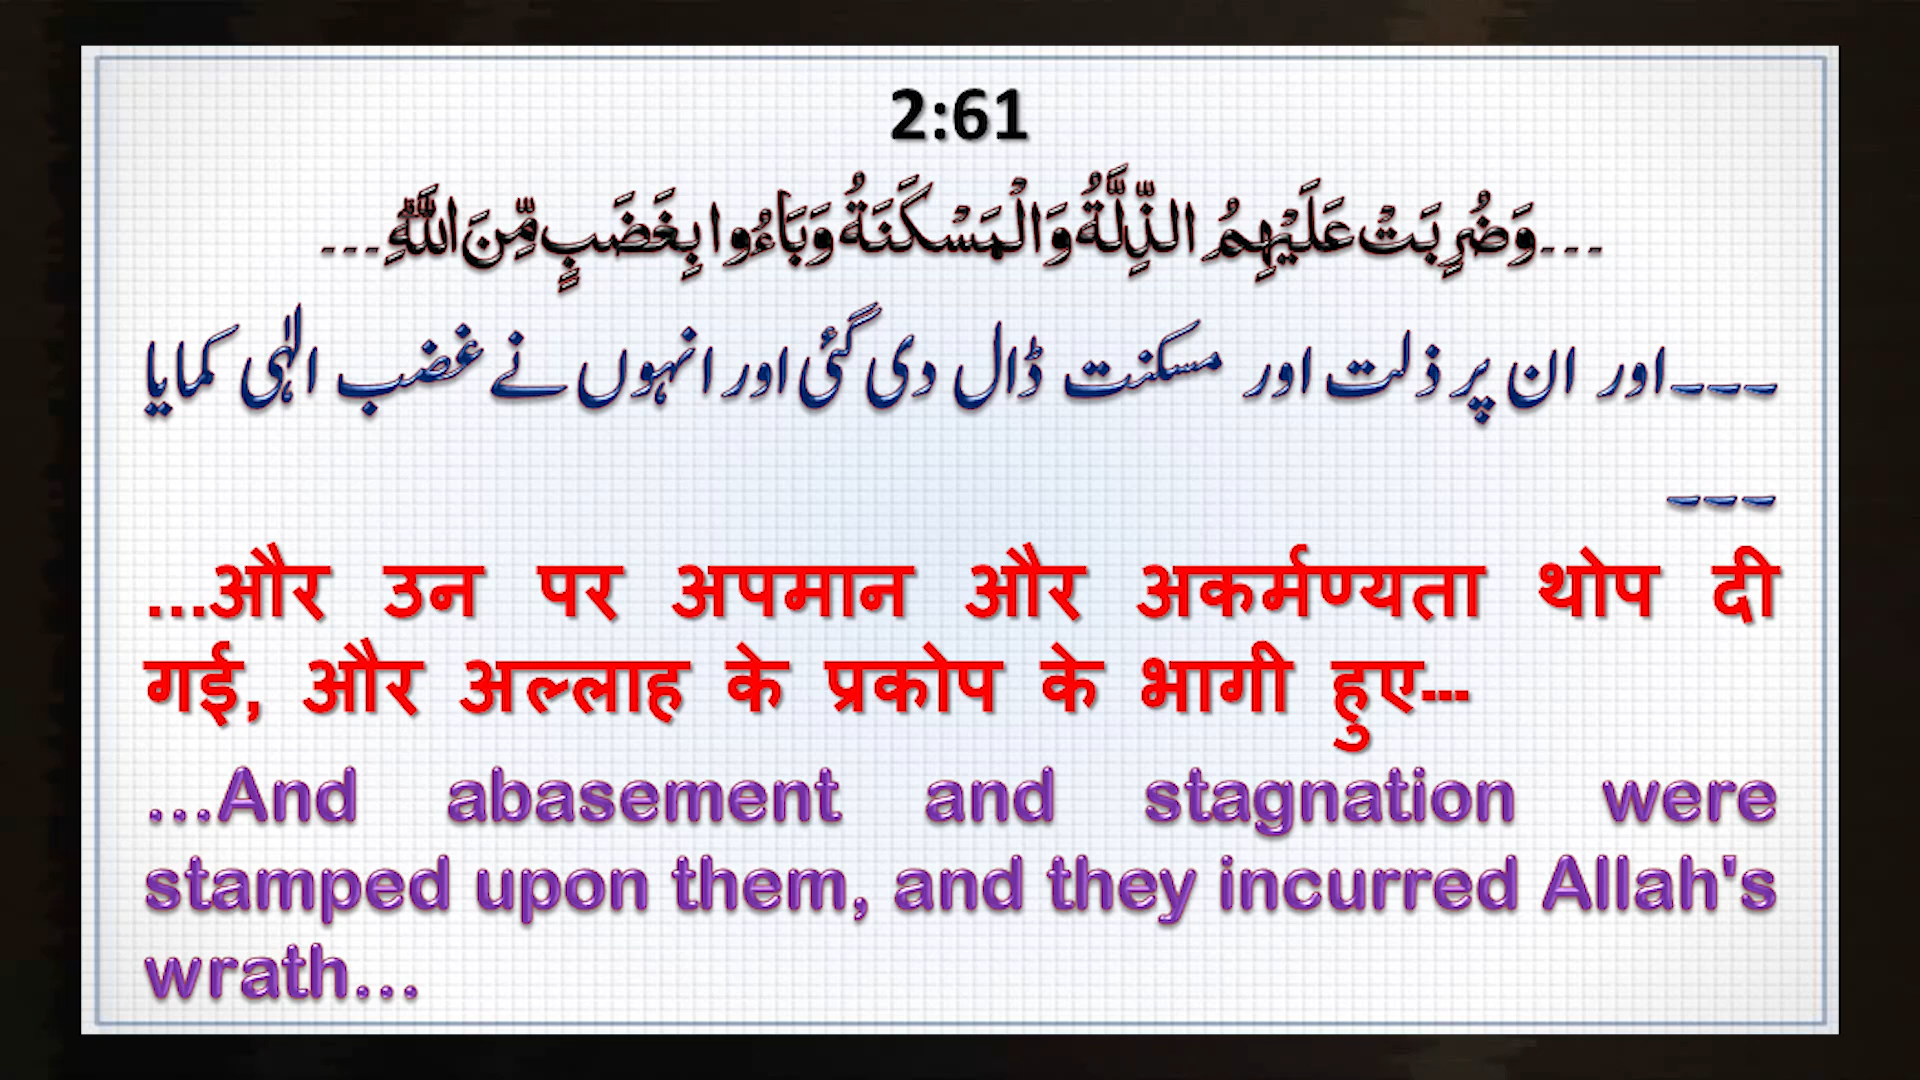 2:61
---وَضُرِبَتْ عَلَيْهِمُ الذِّلَّةُ وَالْمَسْكَنَةُ وَبَاءُوا بِغَضَبٍ مِّنَ اللَّهِ---
---اور ان پر ذلت اور مسکنت ڈال دی گئی اور انہوں نے غضب الٰہی کمایا
---
...और उन पर अपमान और अकर्मण्यता थोप दी
गई, और अल्लाह के प्रकोप के भागी हुए---
...And abasement and stagnation were
stamped upon them, and they incurred Allah's
wrath...